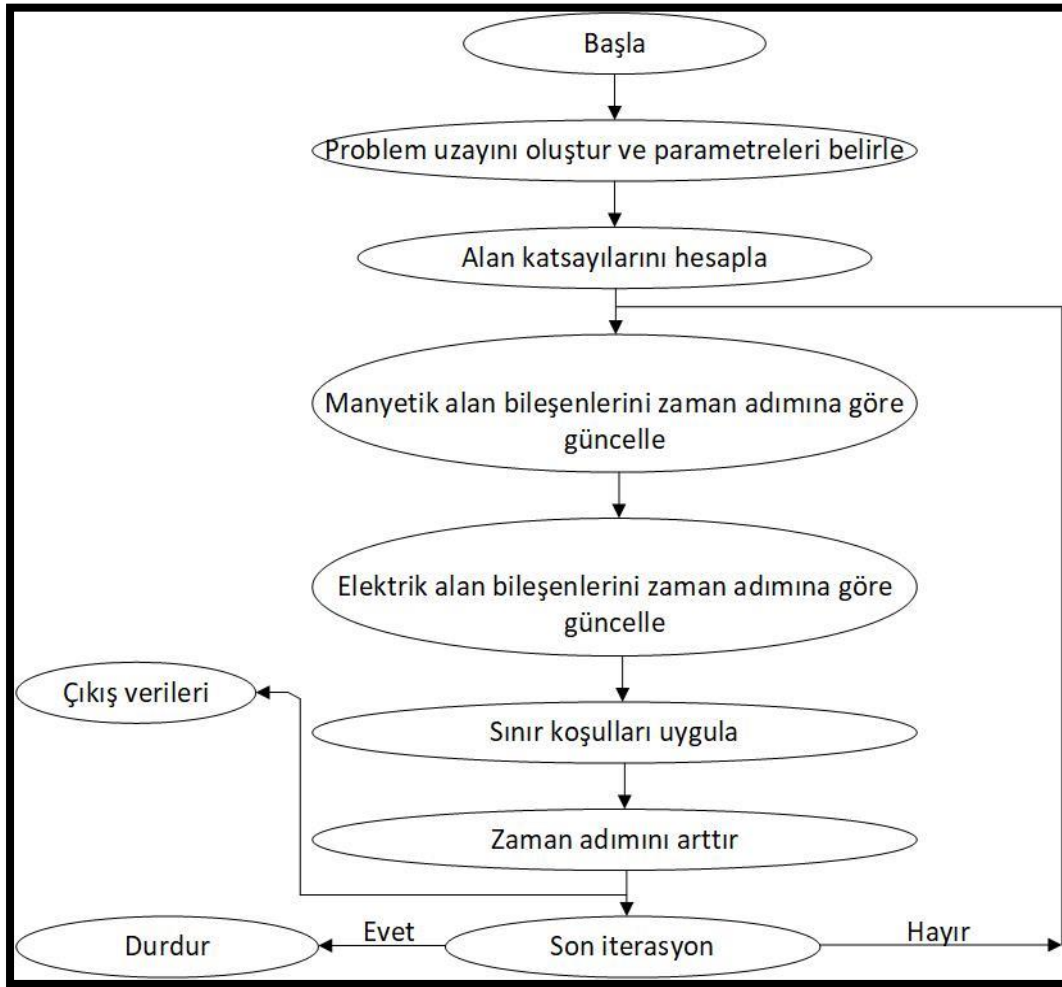 Başla
Problem uzayını oluştur ve parametreleri belirle
Alan katsayılarını hesapla
Manyetik alan bileşenlerini zaman adımına göre
güncelle
Elektrik alan bileşenlerini zaman adımına göre
güncelle
Çıkış verileri
Sınır koşulları uygula
Zaman adımını arttır
Durdur
Evet
Son iterasyon
Hayır